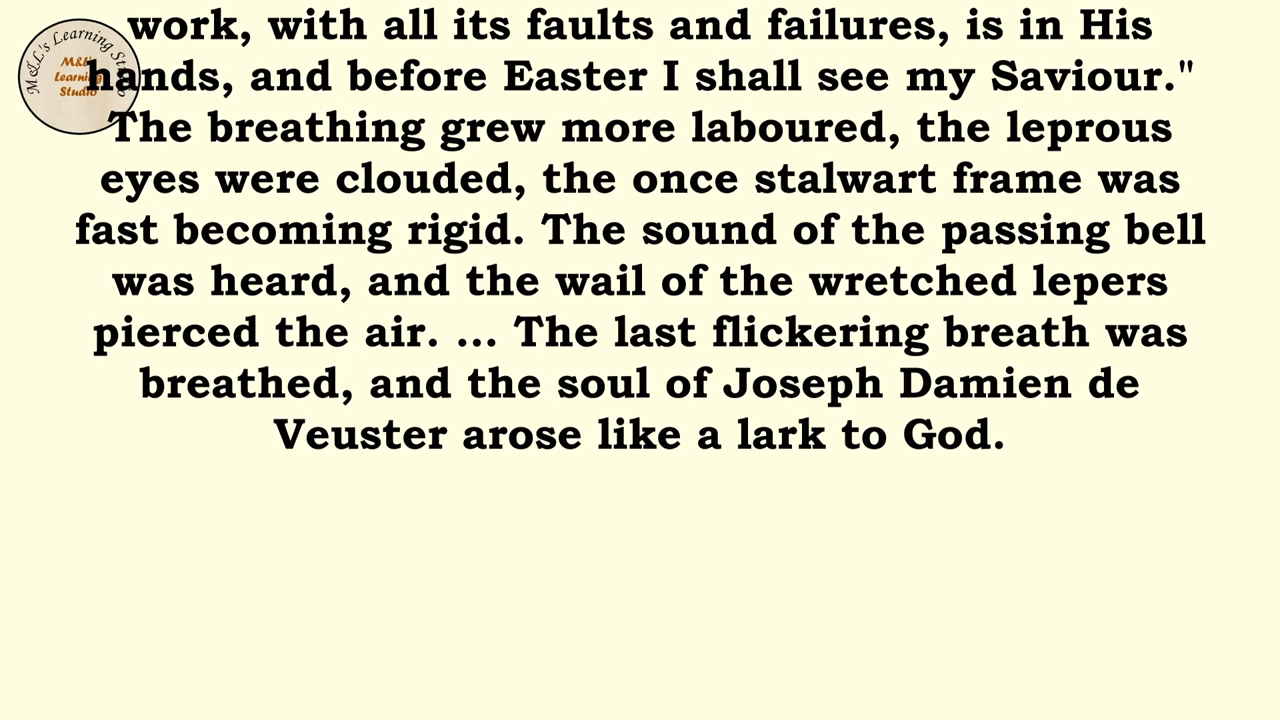 work, with all its faults and failures, is in His
hands, and before Easter I shall see my Saviour."
The breathing grew more laboured, the leprous
eyes were clouded, the once stalwart frame was
fast becoming rigid. The sound of the passing bell
was heard, and the wail of the wretched lepers
pierced the air. ... The last flickering breath was
breathed, and the soul of Joseph Damien de
Veuster arose like a lark to God.
M&L's Learning Studio
M&L's
Learning
Studio